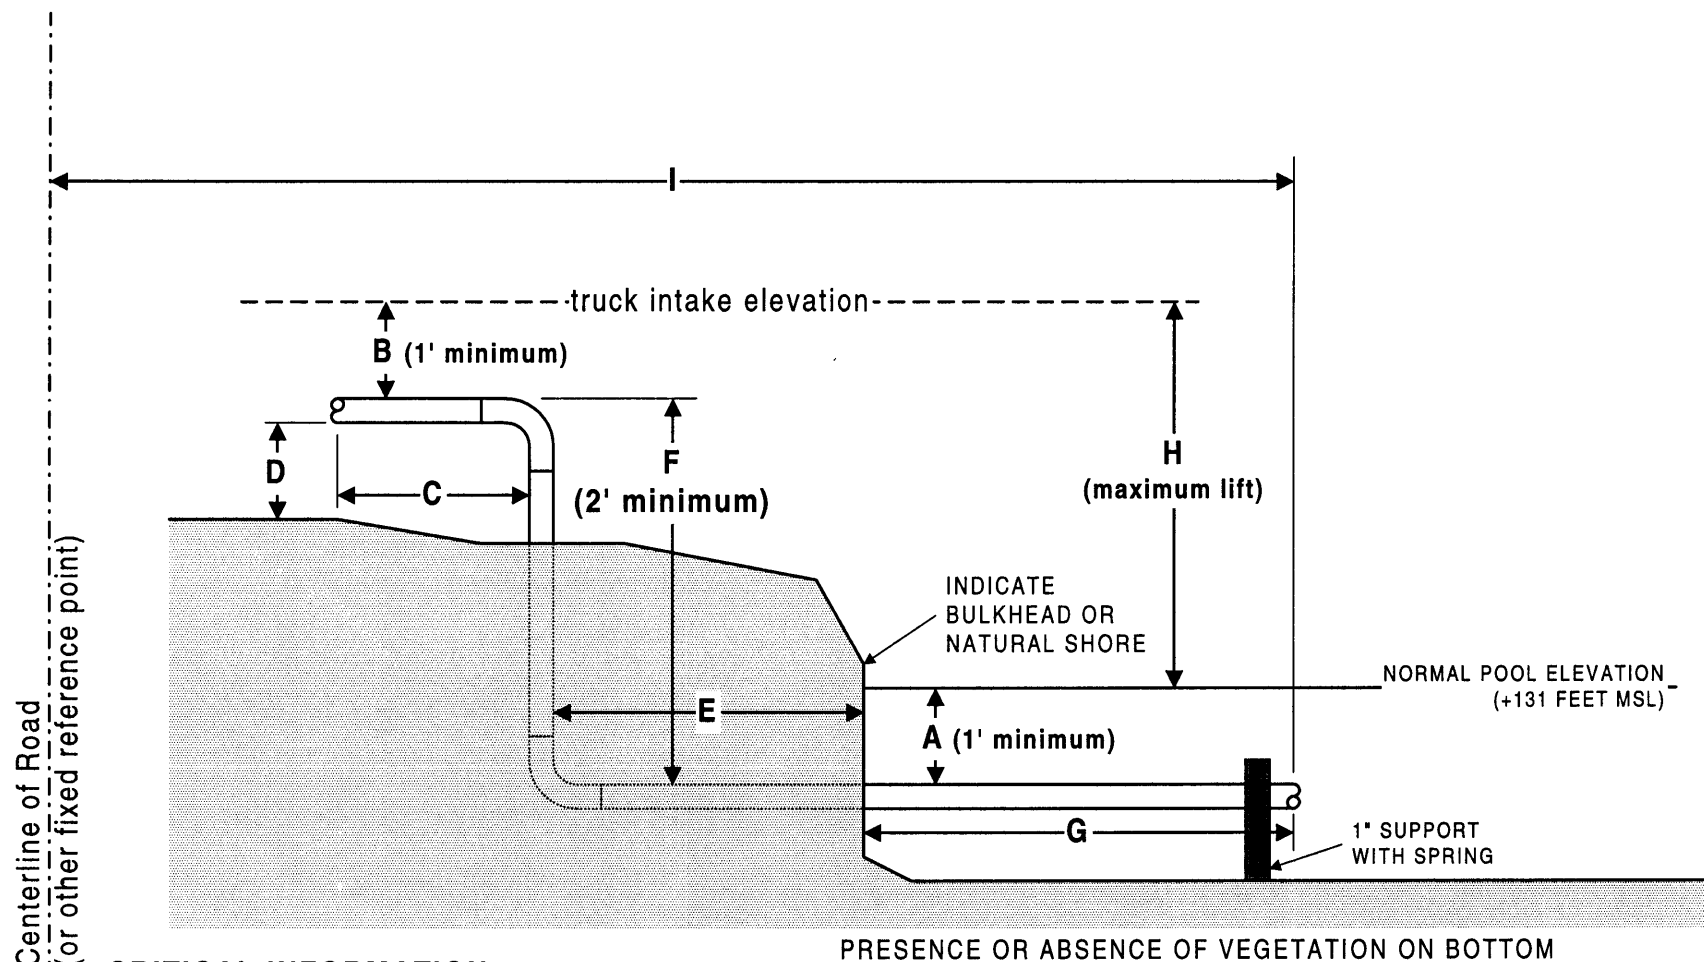 I
truck intake elevation
B (1' minimum)
D
C
F
(2' minimum)
H
(maximum lift)
INDICATE
BULKHEAD OR
NATURAL SHORE
NORMAL POOL ELEVATION
(+131 FEET MSL)
E
A (1' minimum)
G
1" SUPPORT
WITH SPRING
Centerline of Road
(or other fixed reference point)
PRESENCE OR ABSENCE OF VEGETATION ON BOTTOM
CRITICAL INFORMATION